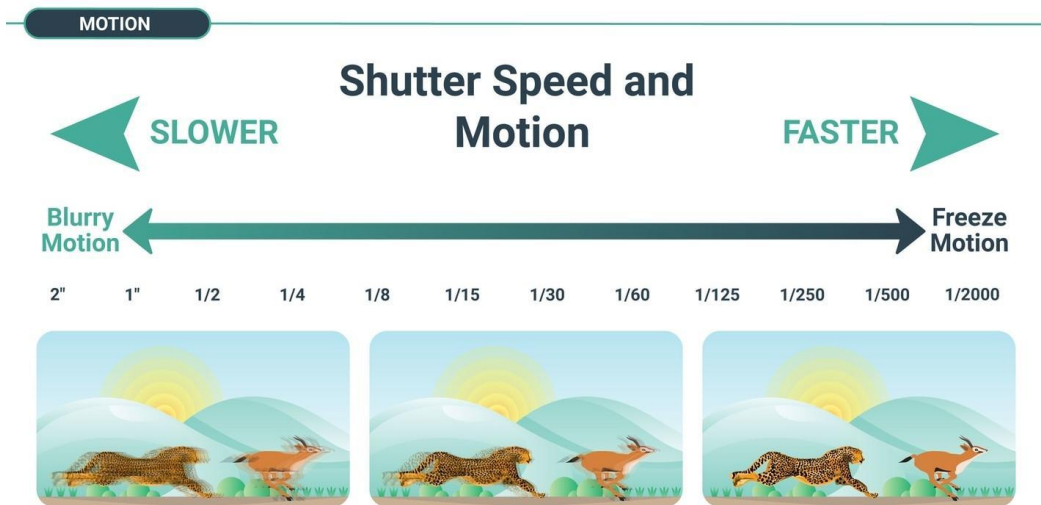 MOTION
Shutter Speed and
Motion
SLOWER
FASTER
Blurry
Motion
Freeze
Motion
2" 1" 1/2 1/4 1/8 1/15 1/30 1/60 1/125 1/250 1/500 1/2000